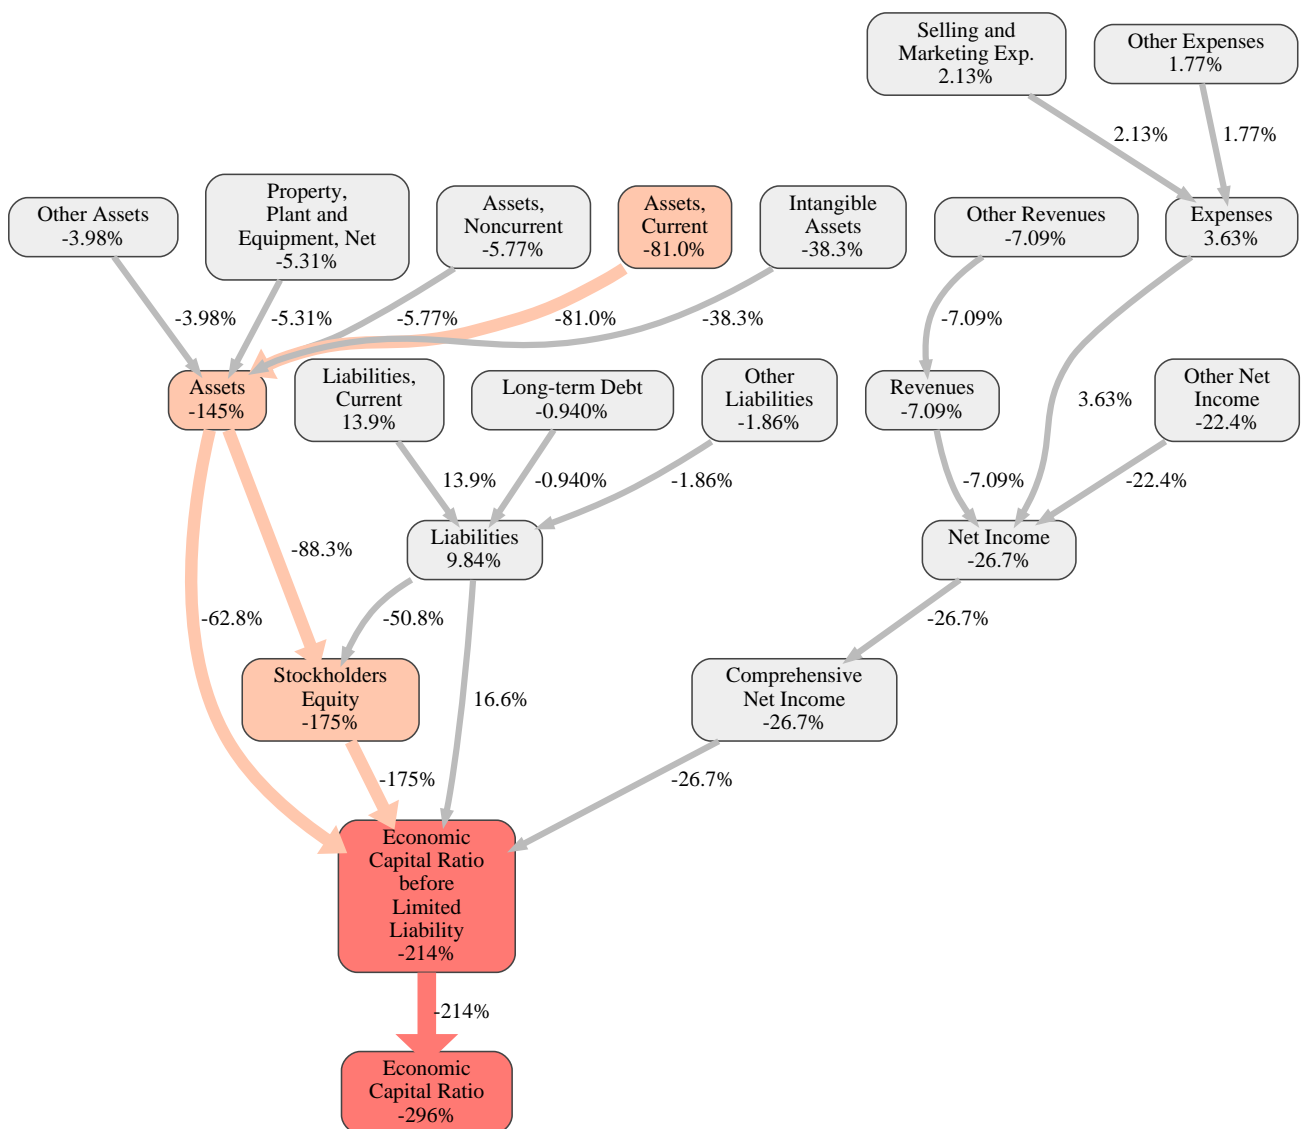 Selling and
Marketing Exp.
2.13%
Other Expenses
1.77%
2.13%
1.77%
Other Assets
-3.98%
Property,
Plant and
Equipment, Net
-5.31%
Assets,
Noncurrent
-5.77%
Assets,
Current
-81.0%
Intangible
Assets
-38.3%
Other Revenues
-7.09%
Expenses
3.63%
-3.98%
-5.31%
-5.77%
-81.0%
-38.3%
-7.09%
Assets
-145%
Liabilities,
Current
13.9%
Long-term Debt
-0.940%
Other
Liabilities
-1.86%
Revenues
-7.09%
3.63%
Other Net
Income
-22.4%
13.9%
-0.940%
-1.86%
-7.09%
-22.4%
-88.3%
Liabilities
9.84%
Net Income
-26.7%
-62.8%
-50.8%
-26.7%
Stockholders
Equity
-175%
16.6%
Comprehensive
Net Income
-26.7%
-175%
-26.7%
Economic
Capital Ratio
before
Limited
Liability
-214%
-214%
Economic
Capital Ratio
-296%